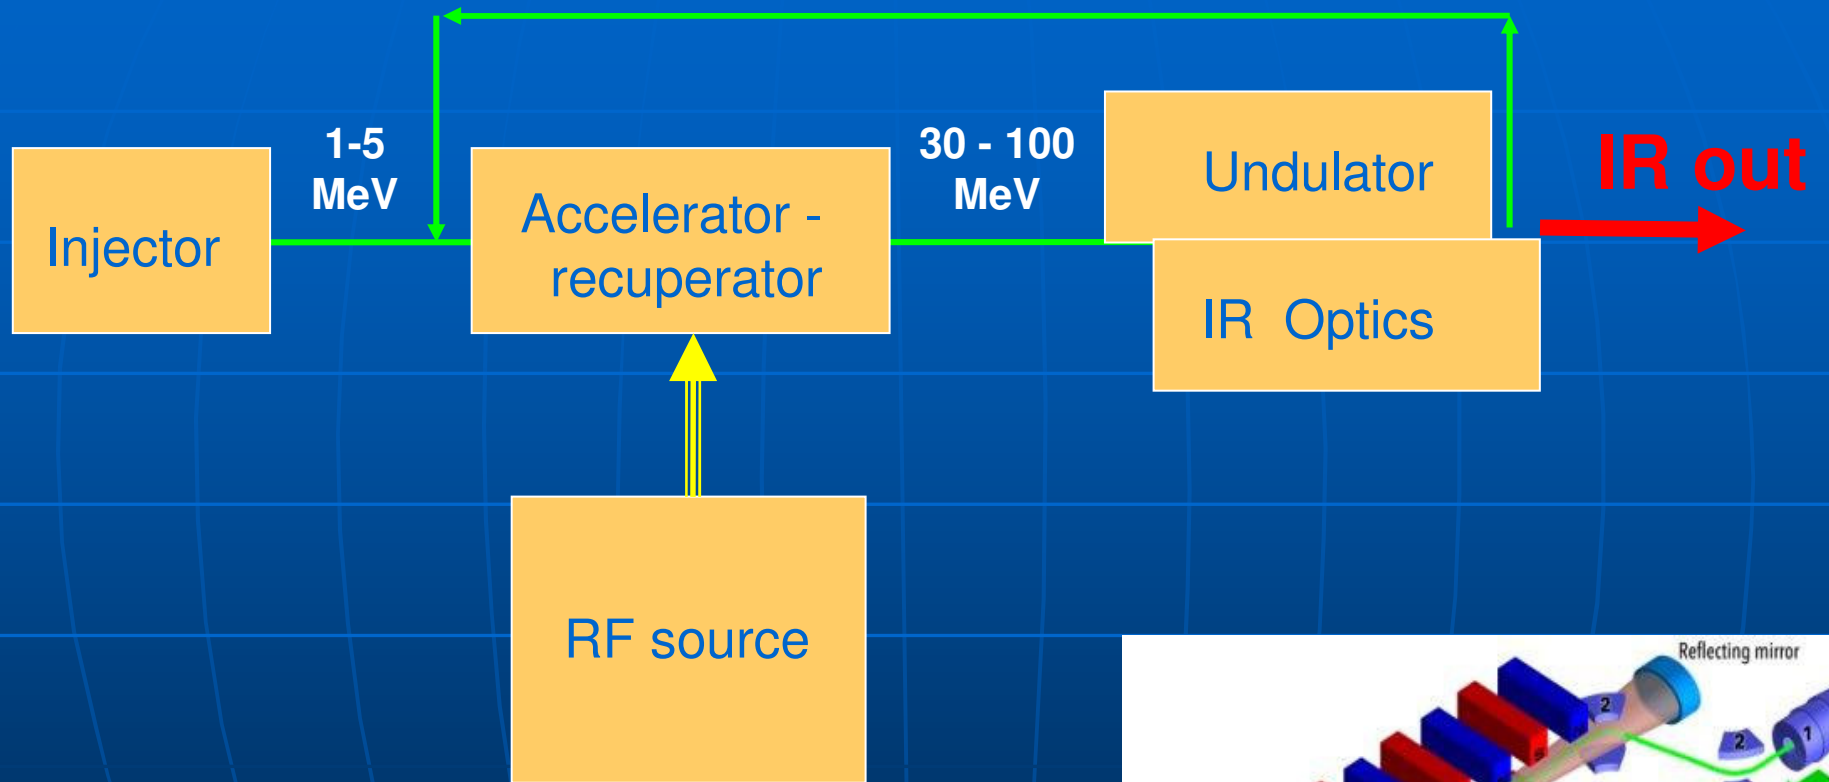 Injector
1-5
MeV
Accelerator -
recuperator
30 - 100
MeV
Undulator
IR Optics
IR out
RF source
Reflecting mirror
2
2
1